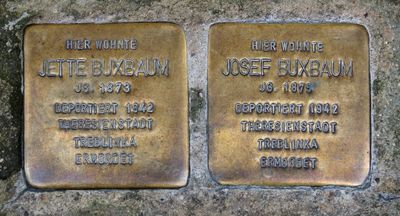 HIER WOHNTE
JETTE BUXBAUM
JG. 1873
DEPORTIERT 1942
THERESIENSTADT
TREBLINKA
ERMORDET
HIER WOHNTE
JOSEF BUXBAUM
JG. 1875
DEPORTIERT 1942
THERESIENSTADT
TREBLINKA
ERMORDET